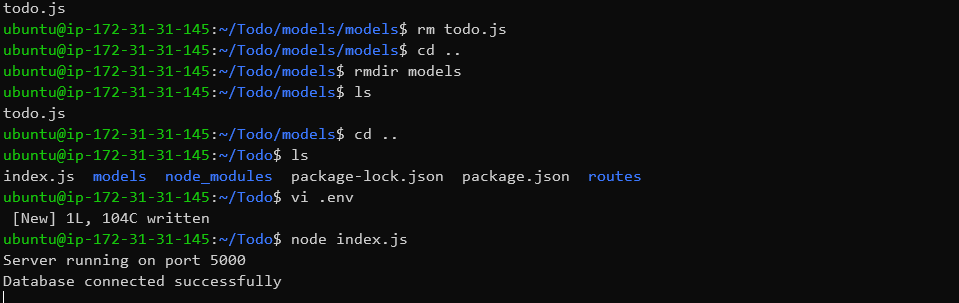 todo.js
ubuntu@ip-172-31-31-145:~/Todo/models/models$ rm todo.js
ubuntu@ip-172-31-31-145:~/Todo/models/models$ cd ..
ubuntu@ip-172-31-31-145:~/Todo/models$ rmdir models
ubuntu@ip-172-31-31-145:~/Todo/models$ ls
todo.js
ubuntu@ip-172-31-31-145:~/Todo/models$ cd ..
ubuntu@ip-172-31-31-145:~/Todo$ ls
index.js  models  node_modules  package-lock.json  package.json  routes
ubuntu@ip-172-31-31-145:~/Todo$ vi .env
 [New] 1L, 104C written
ubuntu@ip-172-31-31-145:~/Todo$ node index.js
Server running on port 5000
Database connected successfully